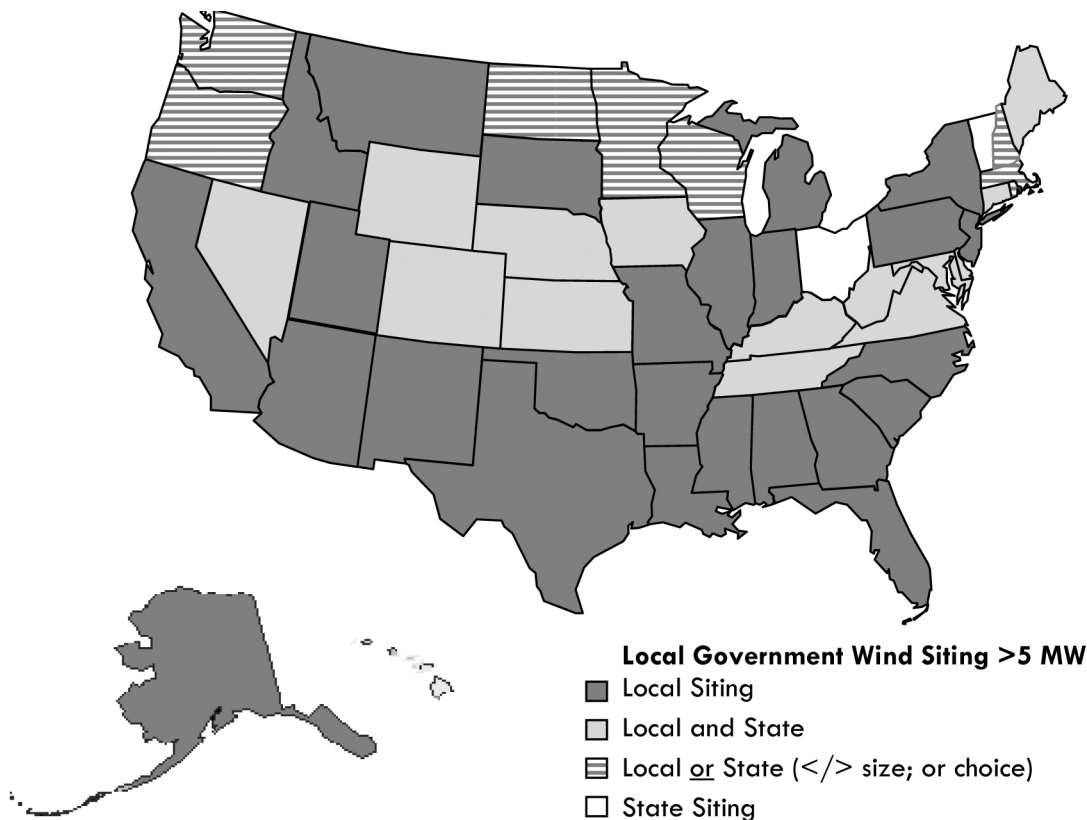 Local Government Wind Siting >5 MW
Local Siting
Local and State
Local or State (</> size; or choice)
State Siting